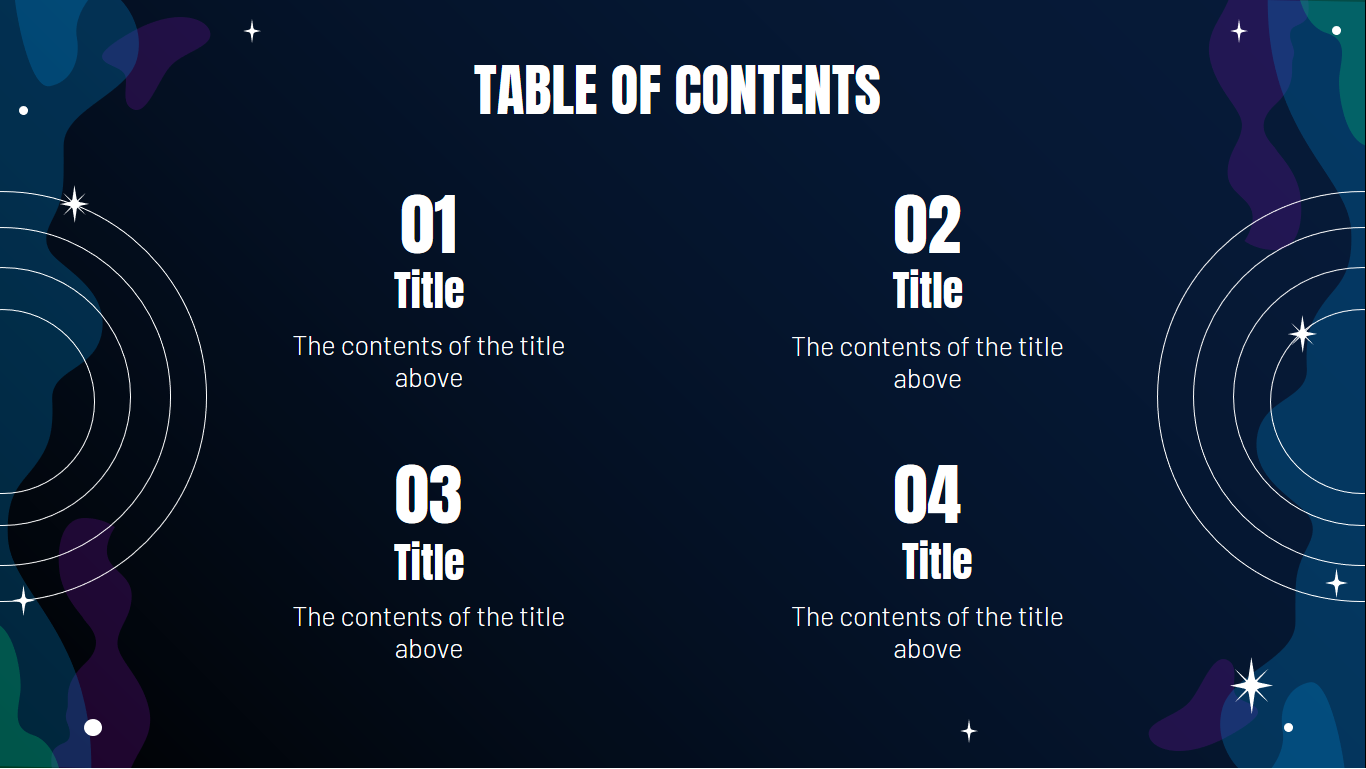 TABLE OF CONTENTS
01
Title
The contents of the title
above
02
Title
The contents of the title
above
03
Title
The contents of the title
above
04
Title
The contents of the title
above